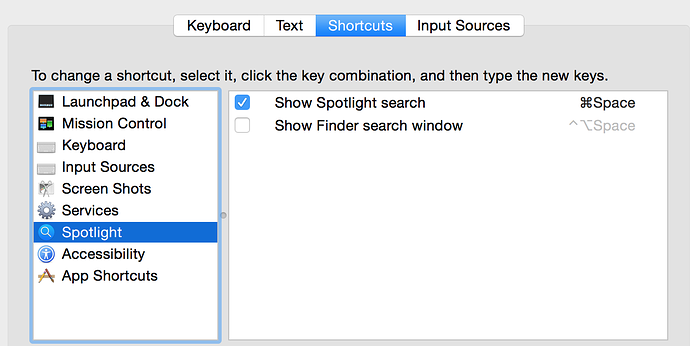 Keyboard Text Shortcuts Input Sources
To change a shortcut, select it, click the key combination, and then type the new keys.
Launchpad & Dock
Mission Control
Keyboard
Input Sources
Screen Shots
Services
Spotlight
Accessibility
App Shortcuts
Show Spotlight search ⌘Space
Show Finder search window ^⌥Space